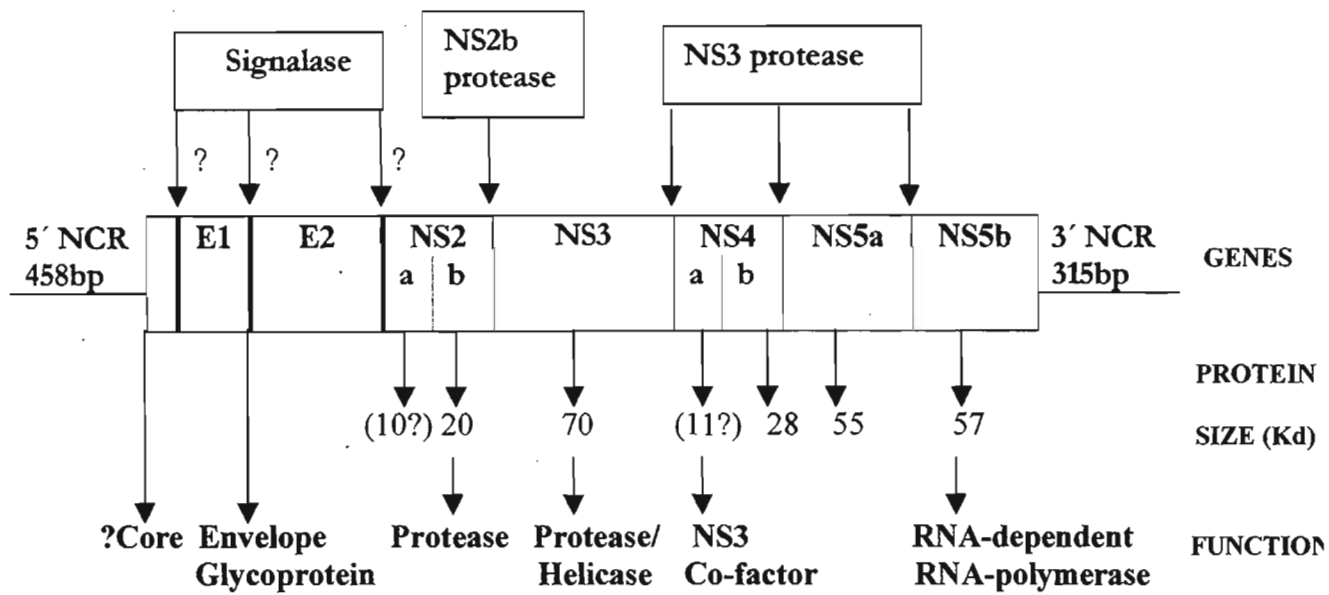 Signalase
NS2b
protease
NS3 protease
? ? ?
5´ NCR
458bp
E1 E2 NS2 NS3 NS4 NS5a NS5b
a b a b
3´ NCR
315bp
GENES
PROTEIN
(10?) 20 70 (11?) 28 55 57
SIZE (Kd)
?Core Envelope Protease Protease/ NS3 RNA-dependent
FUNCTION
Glycoprotein Helicase Co-factor RNA-polymerase